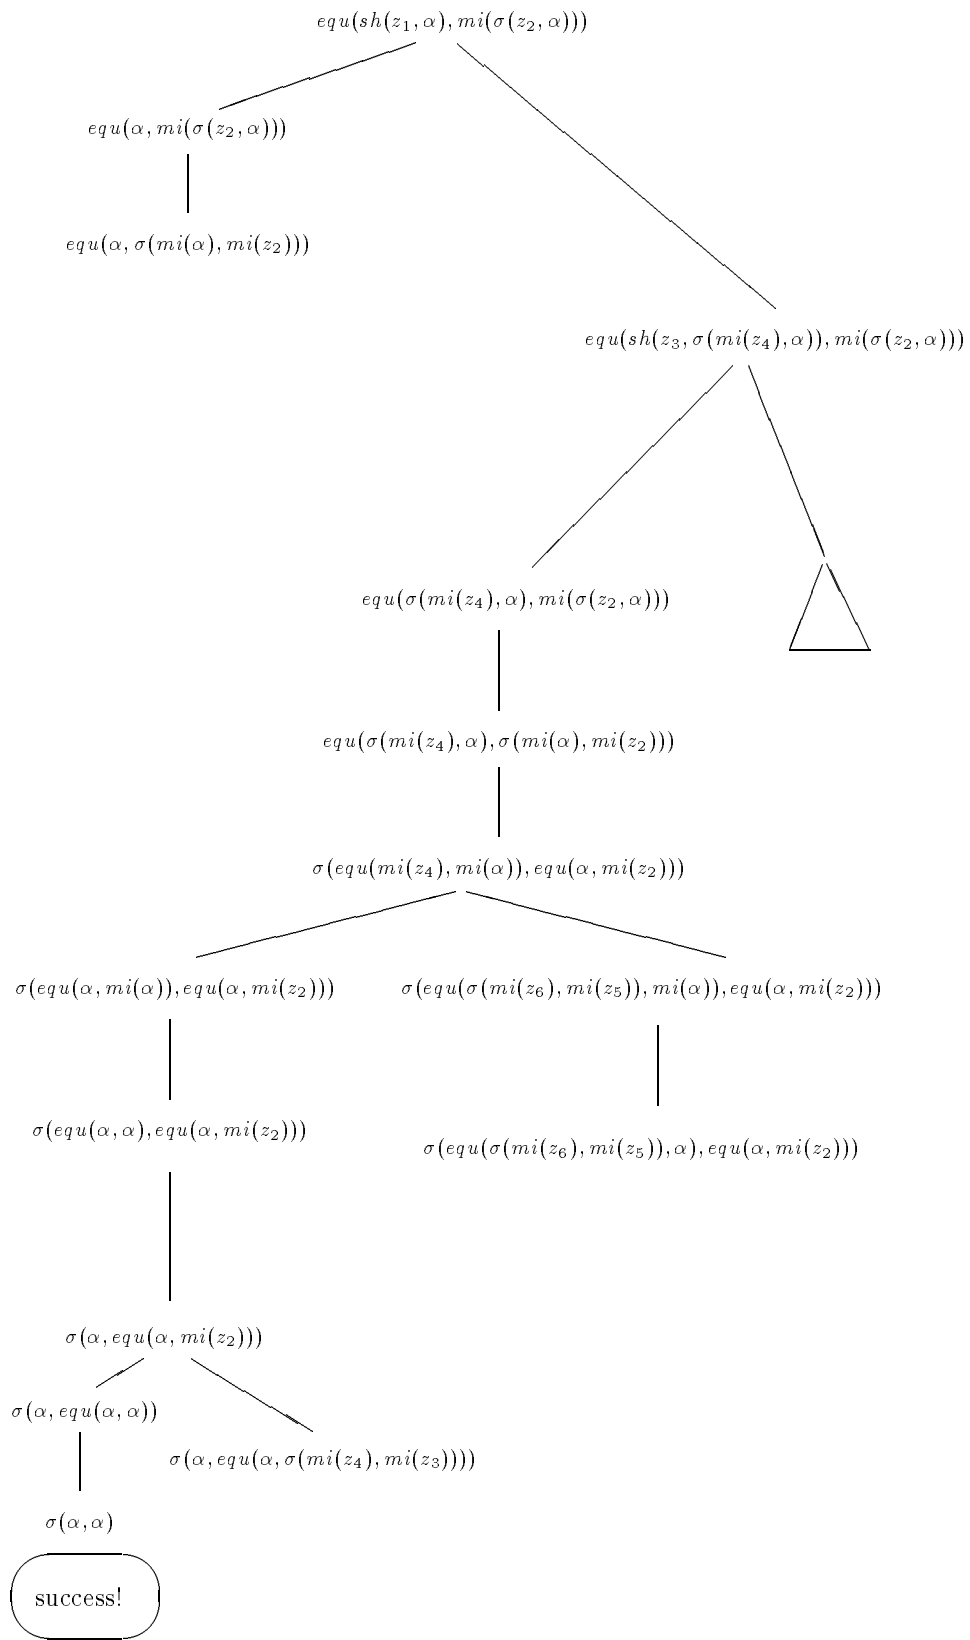 equ(sh(z₁, α), mi(σ(z₂, α)))
equ(α, mi(σ(z₂, α)))
equ(α, σ(mi(α), mi(z₂)))
equ(sh(z₃, σ(mi(z₄), α)), mi(σ(z₂, α)))
equ(σ(mi(z₄), α), mi(σ(z₂, α)))
equ(σ(mi(z₄), α), σ(mi(α), mi(z₂)))
σ(equ(mi(z₄), mi(α)), equ(α, mi(z₂)))
σ(equ(α, mi(α)), equ(α, mi(z₂)))
σ(equ(σ(mi(z₆), mi(z₅)), mi(α)), equ(α, mi(z₂)))
σ(equ(α, α), equ(α, mi(z₂)))
σ(equ(σ(mi(z₆), mi(z₅)), α), equ(α, mi(z₂)))
σ(α, equ(α, mi(z₂)))
σ(α, equ(α, α))
σ(α, equ(α, σ(mi(z₄), mi(z₃))))
σ(α, α)
success!